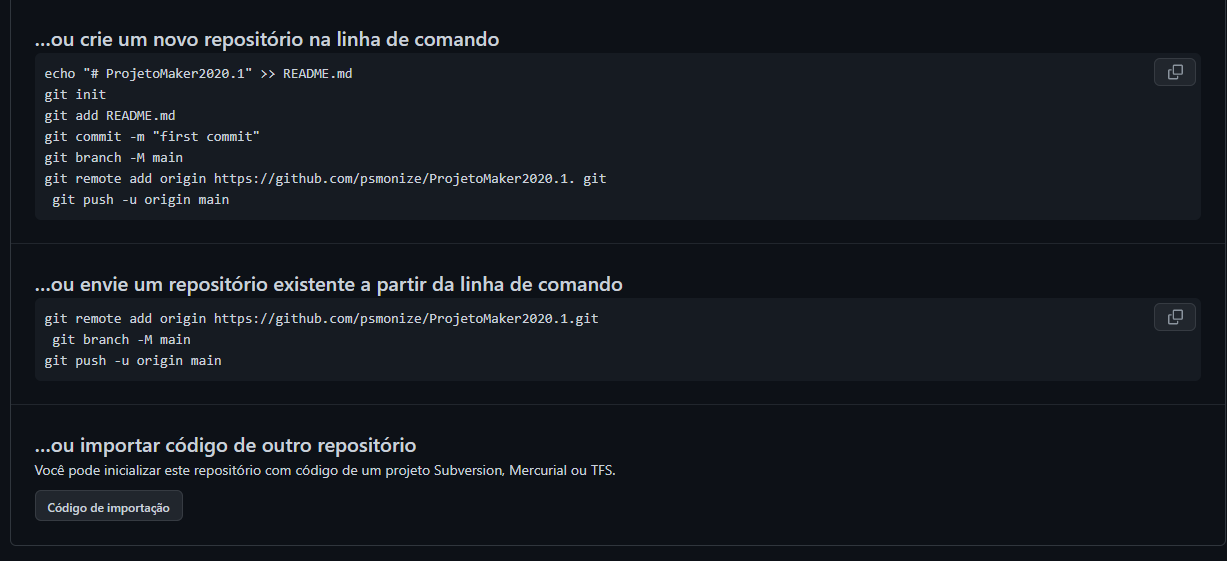 ...ou crie um novo repositório na linha de comando
echo "# ProjetoMaker2020.1" >> README.md
git init
git add README.md
git commit -m "first commit"
git branch -M main
git remote add origin https://github.com/psmonize/ProjetoMaker2020.1. git
git push -u origin main
...ou envie um repositório existente a partir da linha de comando
git remote add origin https://github.com/psmonize/ProjetoMaker2020.1.git
git branch -M main
git push -u origin main
...ou importar código de outro repositório
Você pode inicializar este repositório com código de um projeto Subversion, Mercurial ou TFS.
Código de importação